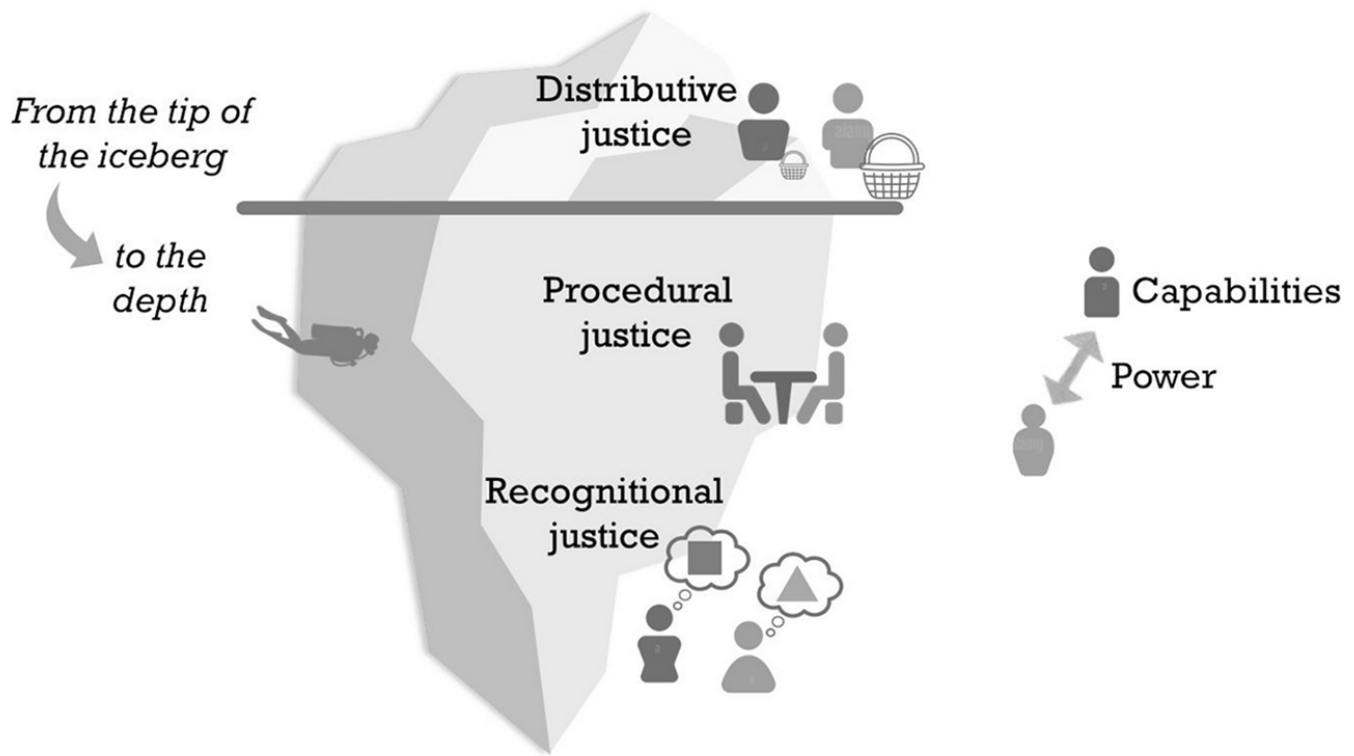 From the tip of
the iceberg
to the
depth
Distributive
justice
Procedural
justice
Recognitional
justice
Capabilities
Power